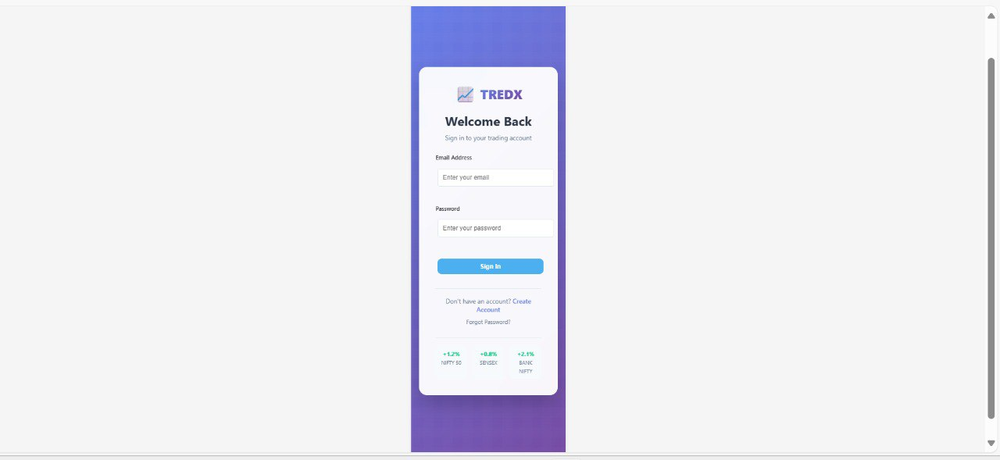 TREDX
Welcome Back
Sign in to your trading account
Email Address
Enter your email
Password
Enter your password
Sign In
Don't have an account? Create
Account
Forgot Password?
+1.2% +0.8% +2.1%
NIFTY 50 SENSEX BANK
NIFTY